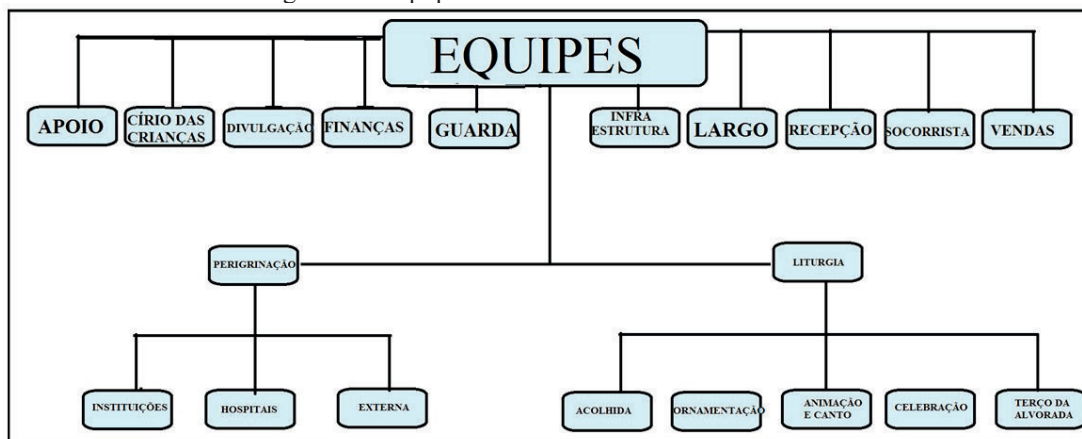 EQUIPES
APOIO
CÍRIO DAS
CRIANÇAS
DIVULGAÇÃO
FINANÇAS
GUARDA
INFRA
ESTRUTURA
LARGO
RECEPÇÃO
SOCORRISTA
VENDAS
PERIGRINAÇÃO
LITURGIA
INSTITUIÇÕES
HOSPITAIS
EXTERNA
ACOLHIDA
ORNAMENTAÇÃO
ANIMAÇÃO
E CANTO
CELEBRAÇÃO
TERÇO DA
ALVORADA